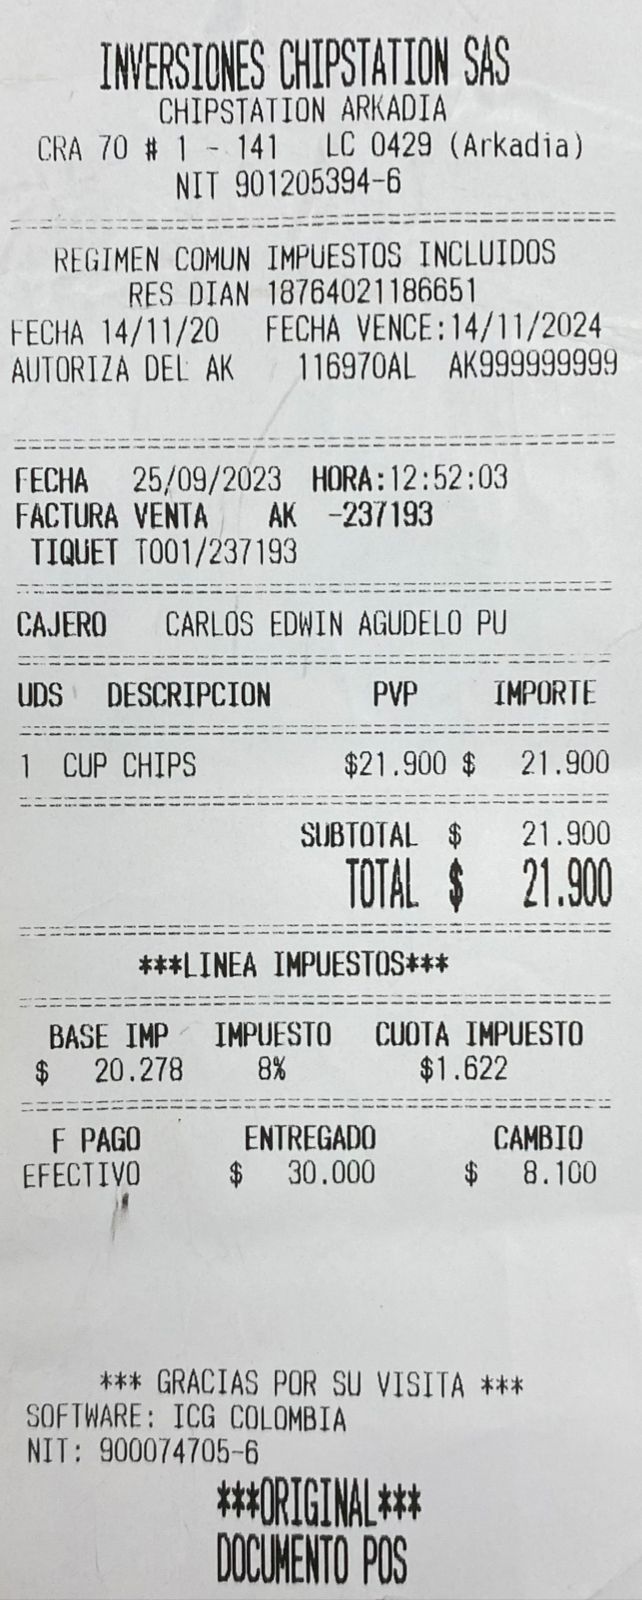 INVERSIONES CHIPSTATION SAS
CHIPSTATION ARKADIA
CRA 70 # 1 - 141 LC 0429 (Arkadia)
NIT 901205394-6
REGIMEN COMUN IMPUESTOS INCLUIDOS
RES DIAN 18764021186651
FECHA 14/11/20 FECHA VENCE:14/11/2024
AUTORIZA DEL AK 116970AL AK999999999
FECHA 25/09/2023 HORA:12:52:03
FACTURA VENTA AK -237193
TIQUET T001/237193
CAJERO CARLOS EDWIN AGUDELO PU
UDS DESCRIPCION PVP IMPORTE
1 CUP CHIPS $21.900 $ 21.900
SUBTOTAL $ 21.900
TOTAL $ 21.900
***LINEA IMPUESTOS***
BASE IMP IMPUESTO CUOTA IMPUESTO
$ 20.278 8% $1.622
F PAGO ENTREGADO CAMBIO
EFECTIVO $ 30.000 $ 8.100
*** GRACIAS POR SU VISITA ***
SOFTWARE: ICG COLOMBIA
NIT: 900074705-6
***ORIGINAL***
DOCUMENTO POS